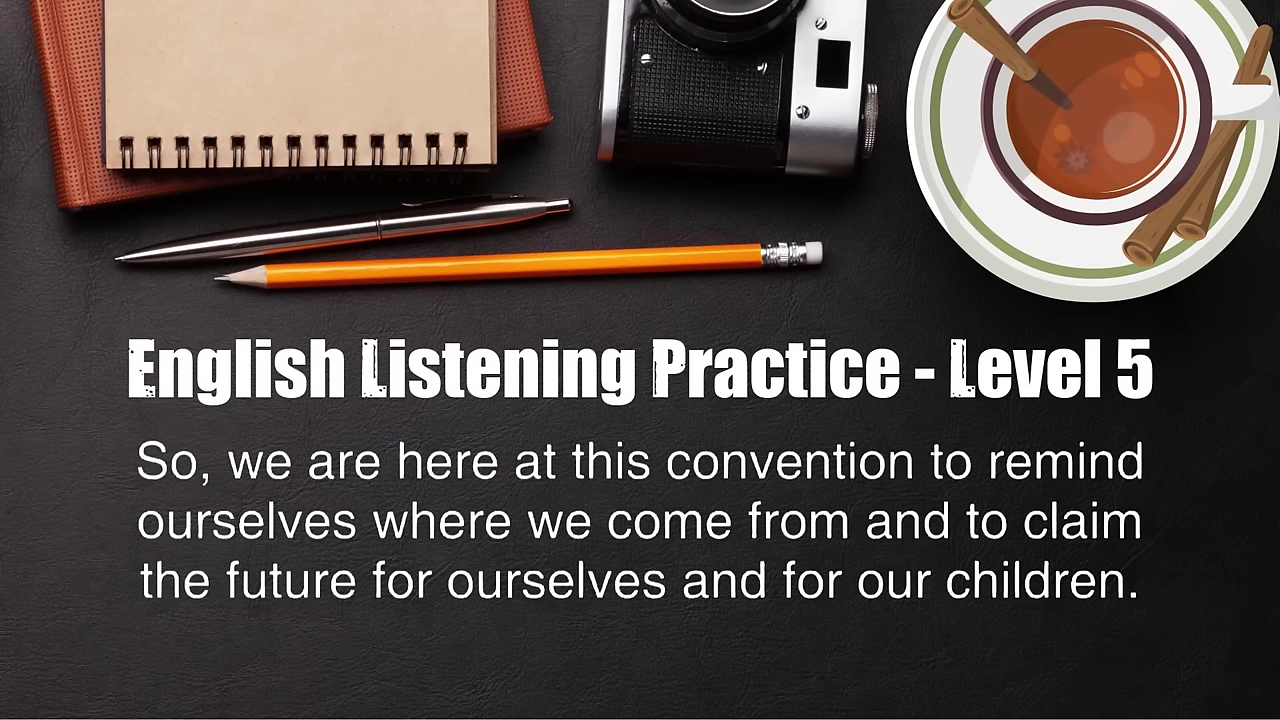 English Listening Practice - Level 5
So, we are here at this convention to remind
ourselves where we come from and to claim
the future for ourselves and for our children.